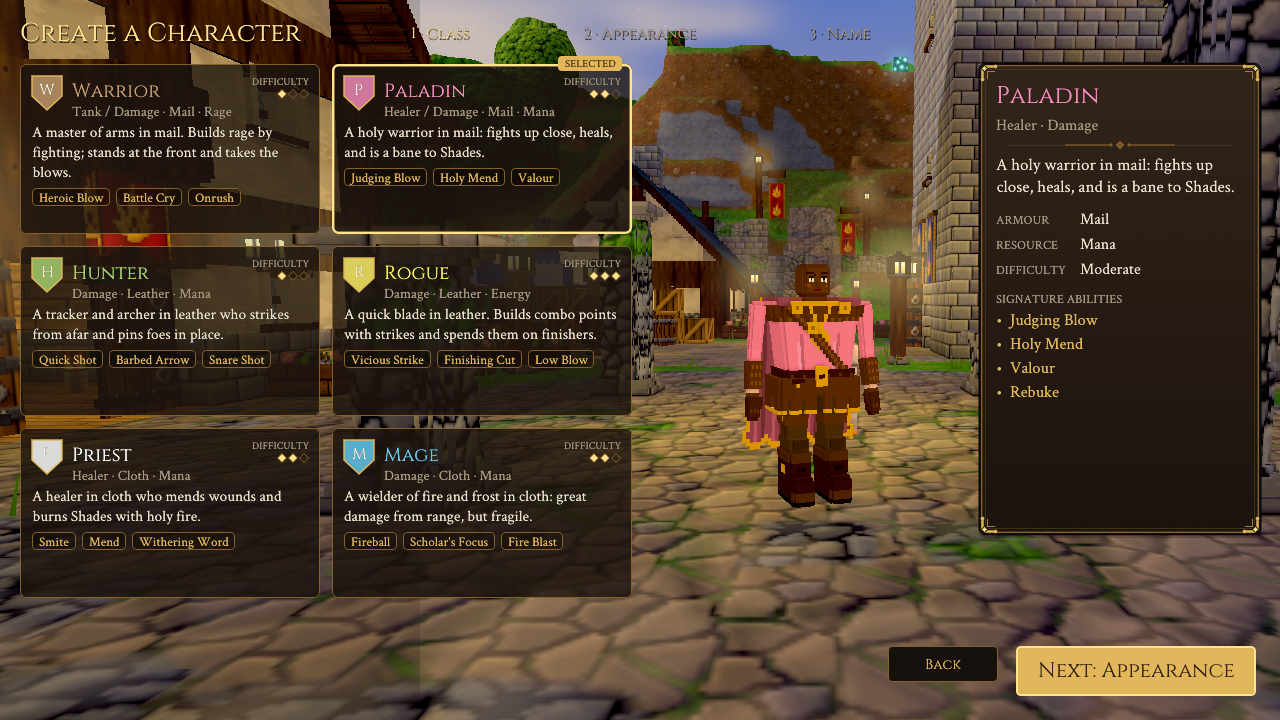 Create a Character
1 · Class
2 · Appearance
3 · Name
W
Warrior
DIFFICULTY
Tank / Damage · Mail · Rage
A master of arms in mail. Builds rage by
fighting; stands at the front and takes the
blows.
Heroic Blow
Battle Cry
Onrush
SELECTED
P
Paladin
DIFFICULTY
Healer / Damage · Mail · Mana
A holy warrior in mail: fights up close, heals,
and is a bane to Shades.
Judging Blow
Holy Mend
Valour
H
Hunter
DIFFICULTY
Damage · Leather · Mana
A tracker and archer in leather who strikes
from afar and pins foes in place.
Quick Shot
Barbed Arrow
Snare Shot
R
Rogue
DIFFICULTY
Damage · Leather · Energy
A quick blade in leather. Builds combo points
with strikes and spends them on finishers.
Vicious Strike
Finishing Cut
Low Blow
P
Priest
DIFFICULTY
Healer · Cloth · Mana
A healer in cloth who mends wounds and
burns Shades with holy fire.
Smite
Mend
Withering Word
M
Mage
DIFFICULTY
Damage · Cloth · Mana
A wielder of fire and frost in cloth: great
damage from range, but fragile.
Fireball
Scholar's Focus
Fire Blast
Paladin
Healer · Damage
A holy warrior in mail: fights up
close, heals, and is a bane to Shades.
ARMOUR Mail
RESOURCE Mana
DIFFICULTY Moderate
SIGNATURE ABILITIES
• Judging Blow
• Holy Mend
• Valour
• Rebuke
Back
Next: Appearance